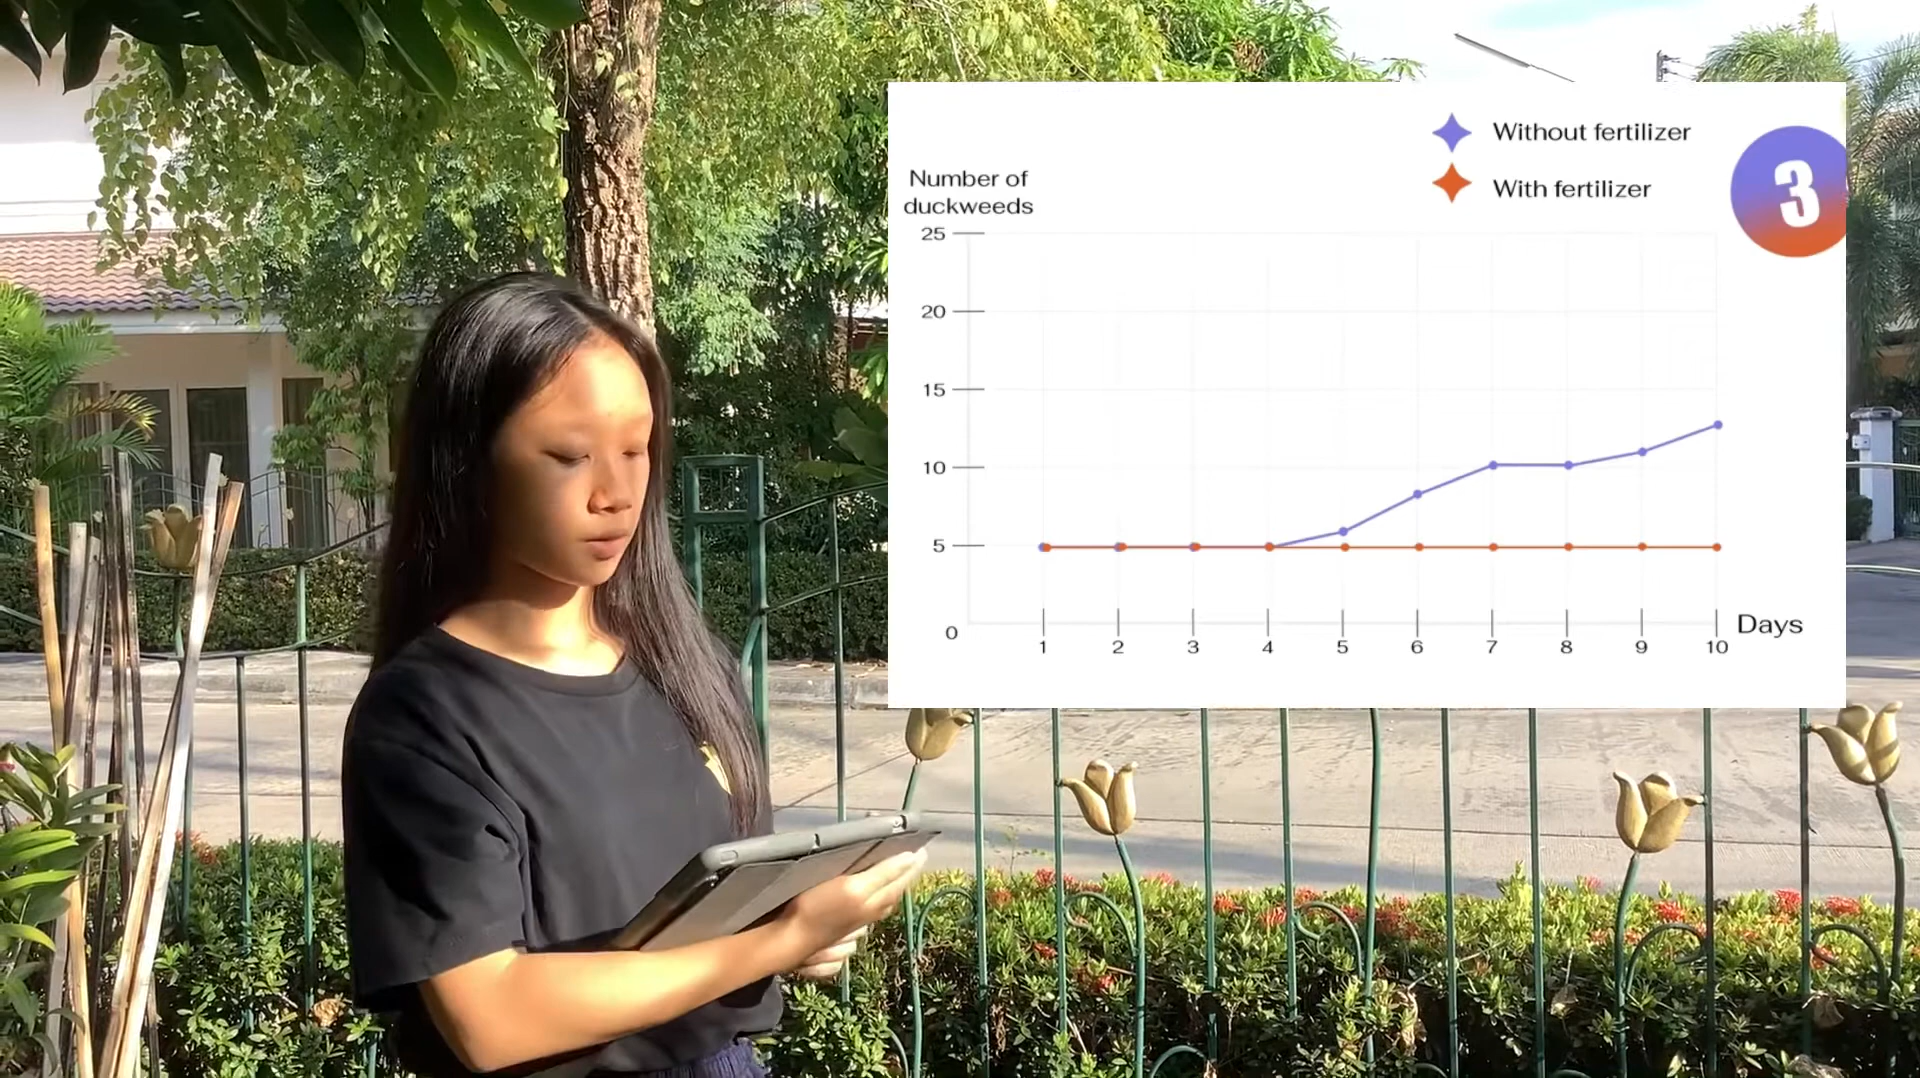 Without fertilizer
With fertilizer
3
Number of
duckweeds
25
20
15
10
5
0
1 2 3 4 5 6 7 8 9 10
Days